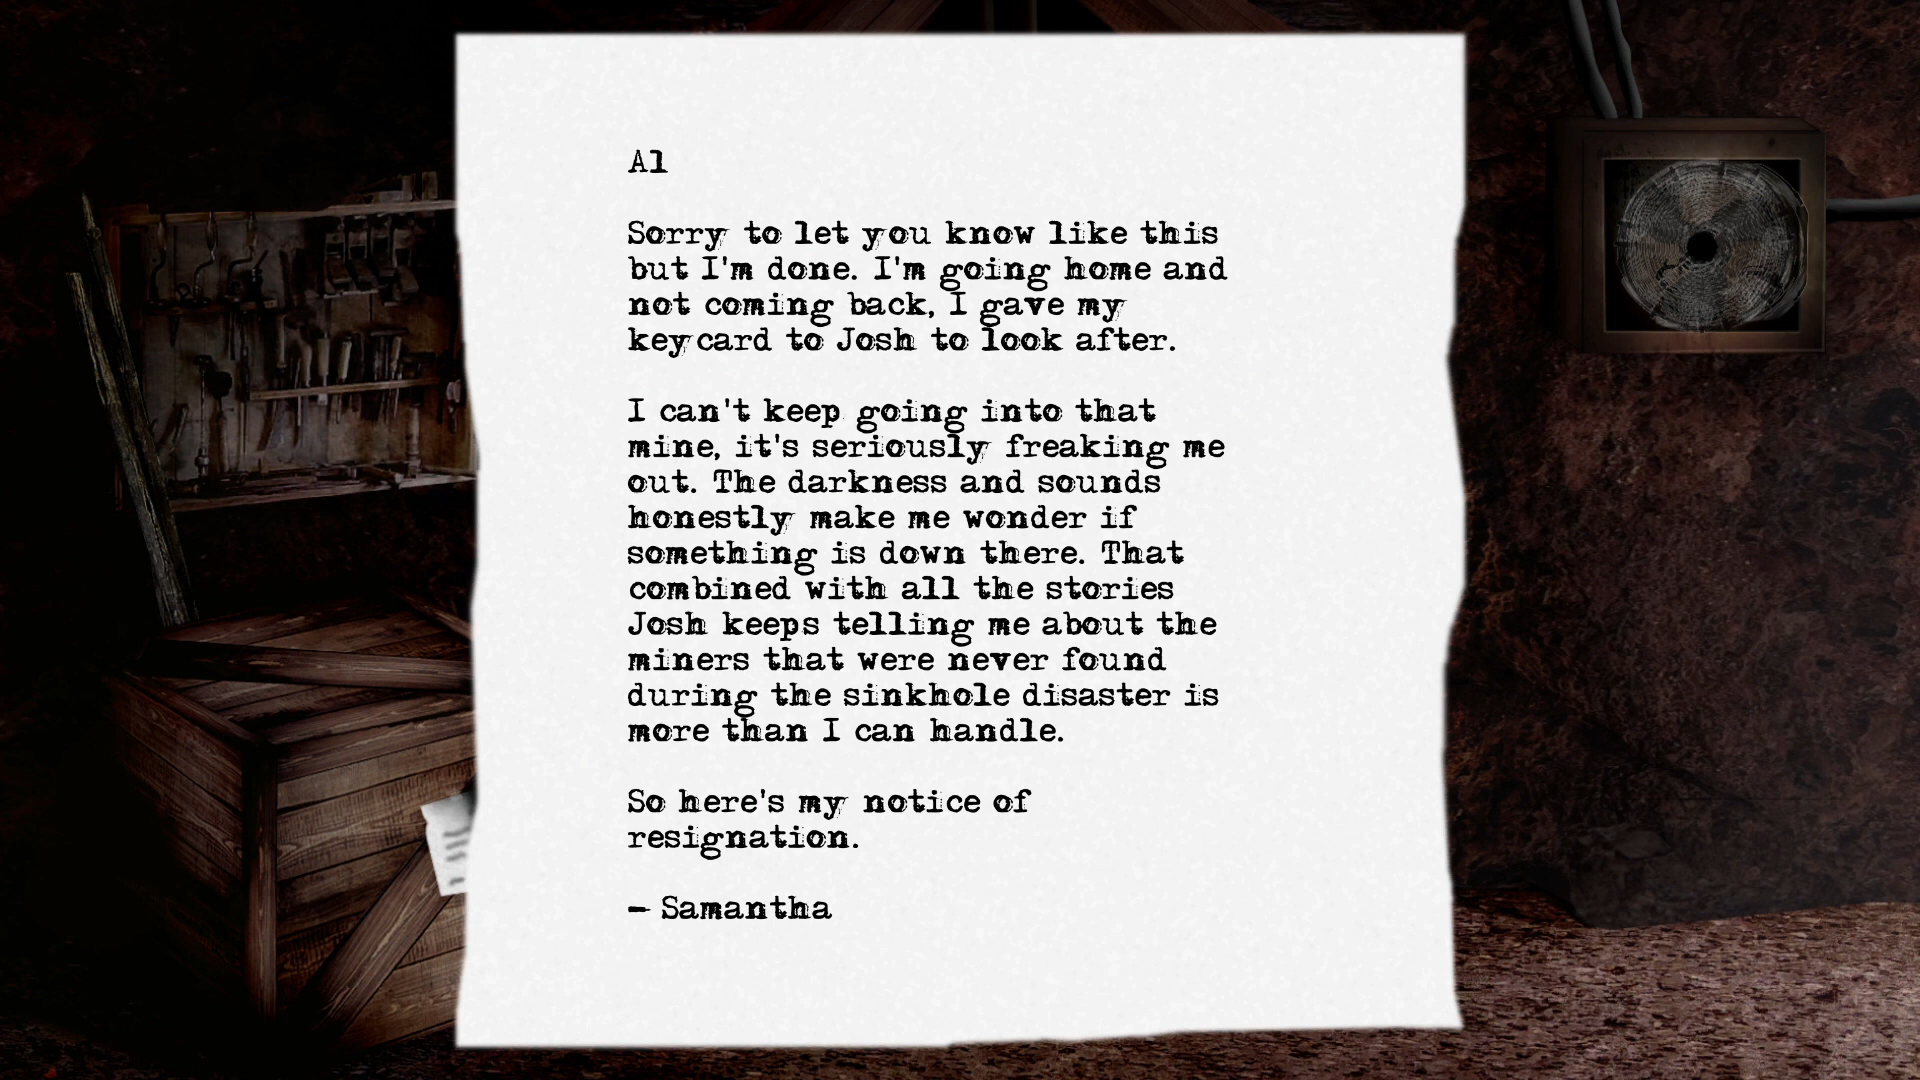 Al
Sorry to let you know like this
but I'm done. I'm going home and
not coming back, I gave my
keycard to Josh to look after.
I can't keep going into that
mine, it's seriously freaking me
out. The darkness and sounds
honestly make me wonder if
something is down there. That
combined with all the stories
Josh keeps telling me about the
miners that were never found
during the sinkhole disaster is
more than I can handle.
So here's my notice of
resignation.
— Samantha